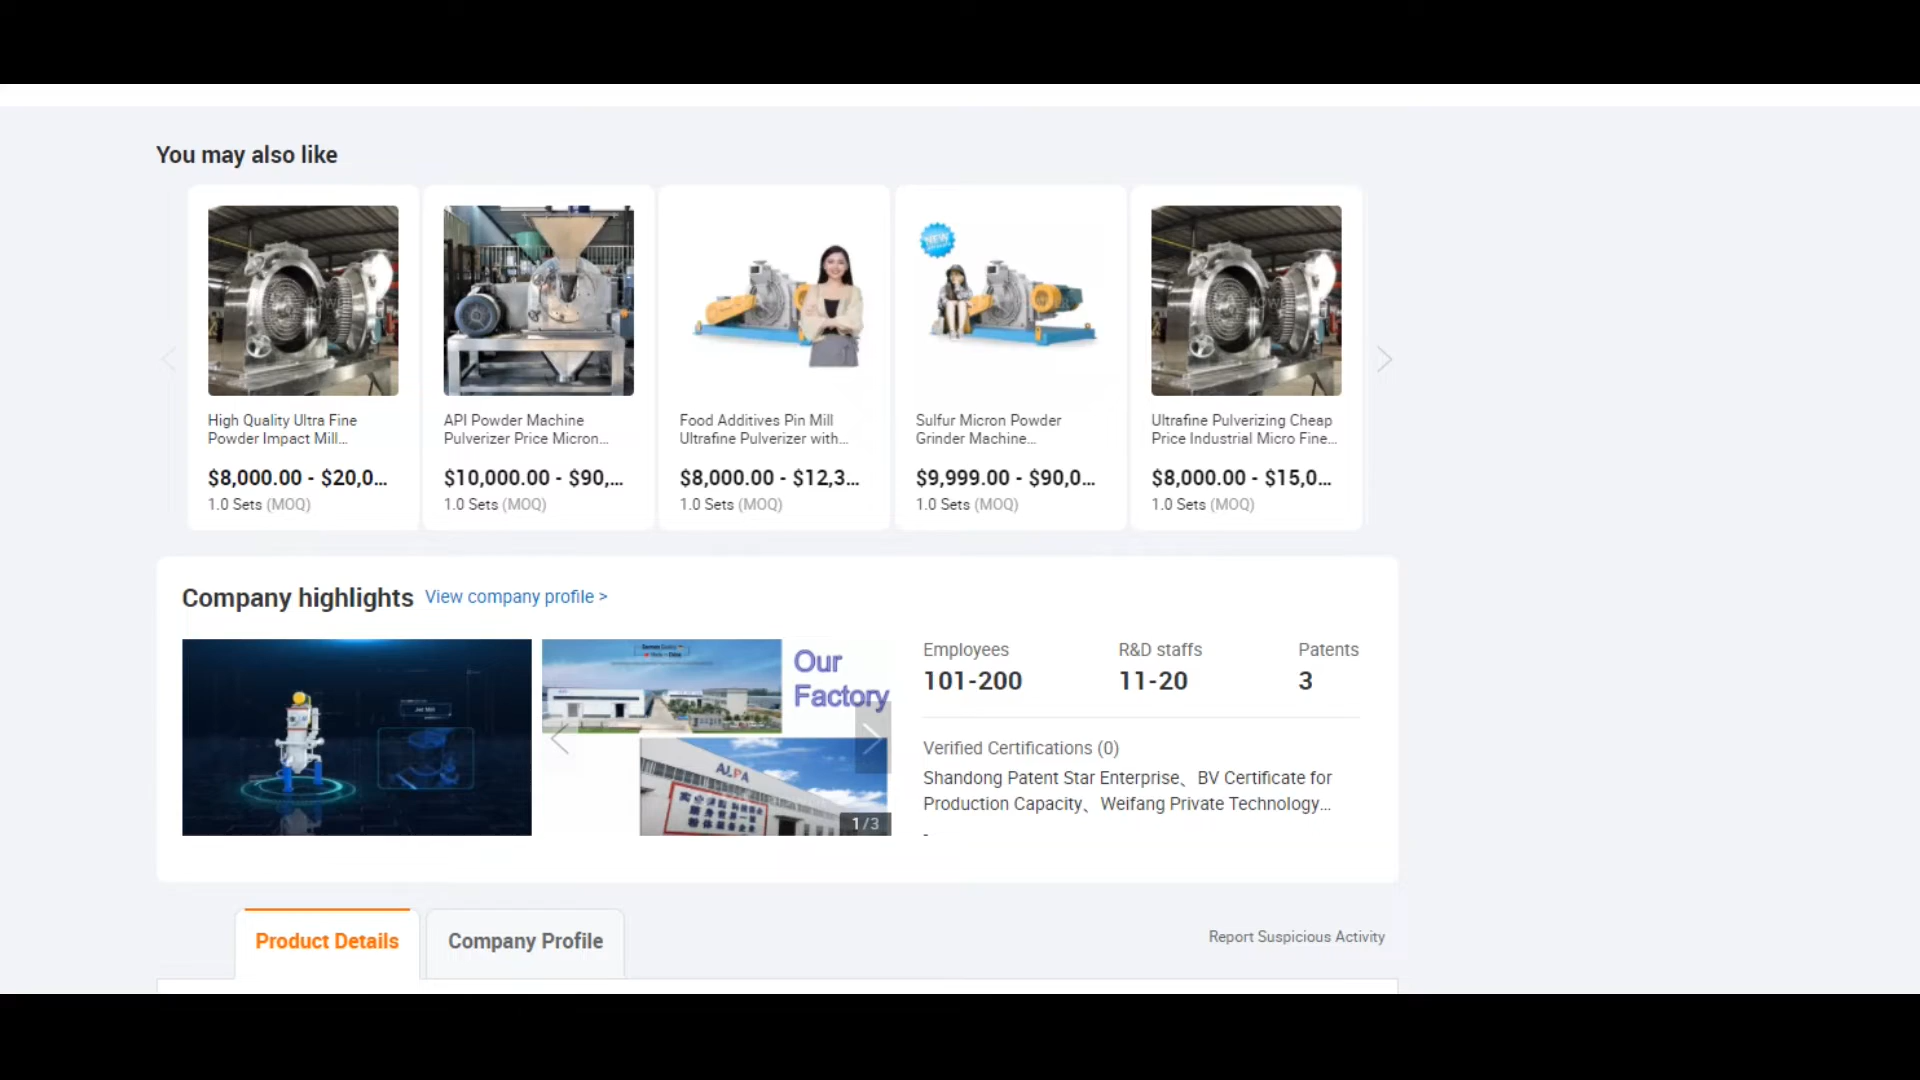 You may also like
High Quality Ultra Fine
Powder Impact Mill...
$8,000.00 - $20,0...
1.0 Sets (MOQ)
API Powder Machine
Pulverizer Price Micron...
$10,000.00 - $90,...
1.0 Sets (MOQ)
Food Additives Pin Mill
Ultrafine Pulverizer with...
$8,000.00 - $12,3...
1.0 Sets (MOQ)
NEW
Sulfur Micron Powder
Grinder Machine...
$9,999.00 - $90,0...
1.0 Sets (MOQ)
Ultrafine Pulverizing Cheap
Price Industrial Micro Fine...
$8,000.00 - $15,0...
1.0 Sets (MOQ)
Company highlights
View company profile >
Jet Mill
Our
Factory
ALPA
1/3
Employees
101-200
R&D staffs
11-20
Patents
3
Verified Certifications (0)
Shandong Patent Star Enterprise、BV Certificate for
Production Capacity、Weifang Private Technology...
-
Product Details
Company Profile
Report Suspicious Activity